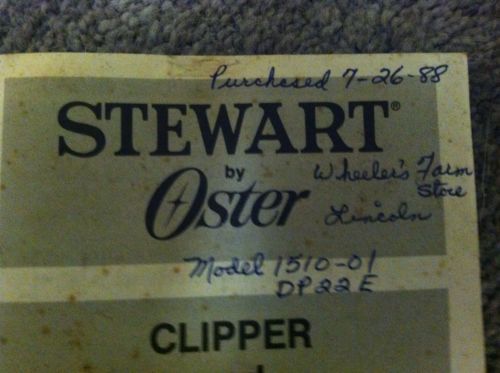 Purchased 7-26-88
STEWART®
by
Oster
Wheeler's Farm
Store
Lincoln
Model 1510-01
DP22E
CLIPPER